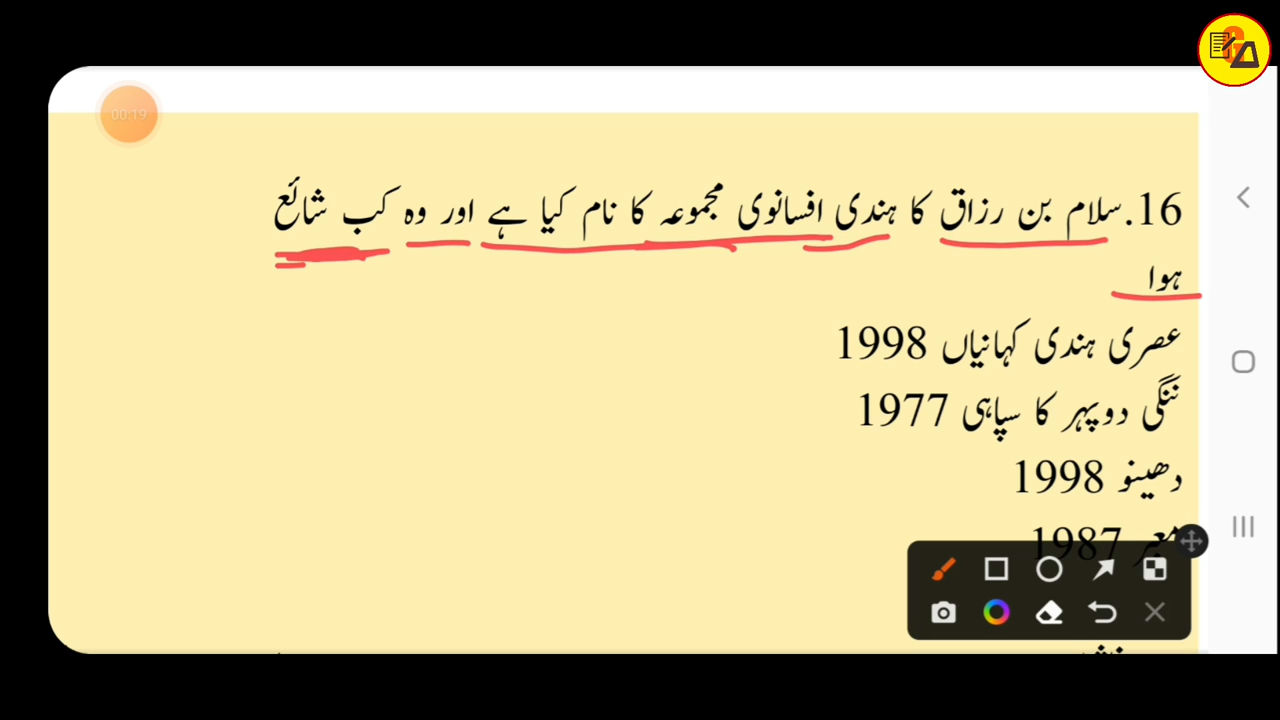 00:19
16.سلام بن رزاق کا ہندی افسانوی مجموعہ کا نام کیا ہے اور وہ کب شائع
ہوا
عصری ہندی کہانیاں 1998
ننگی دوپہر کا سپاہی 1977
دھینو 1998
معبر 1987